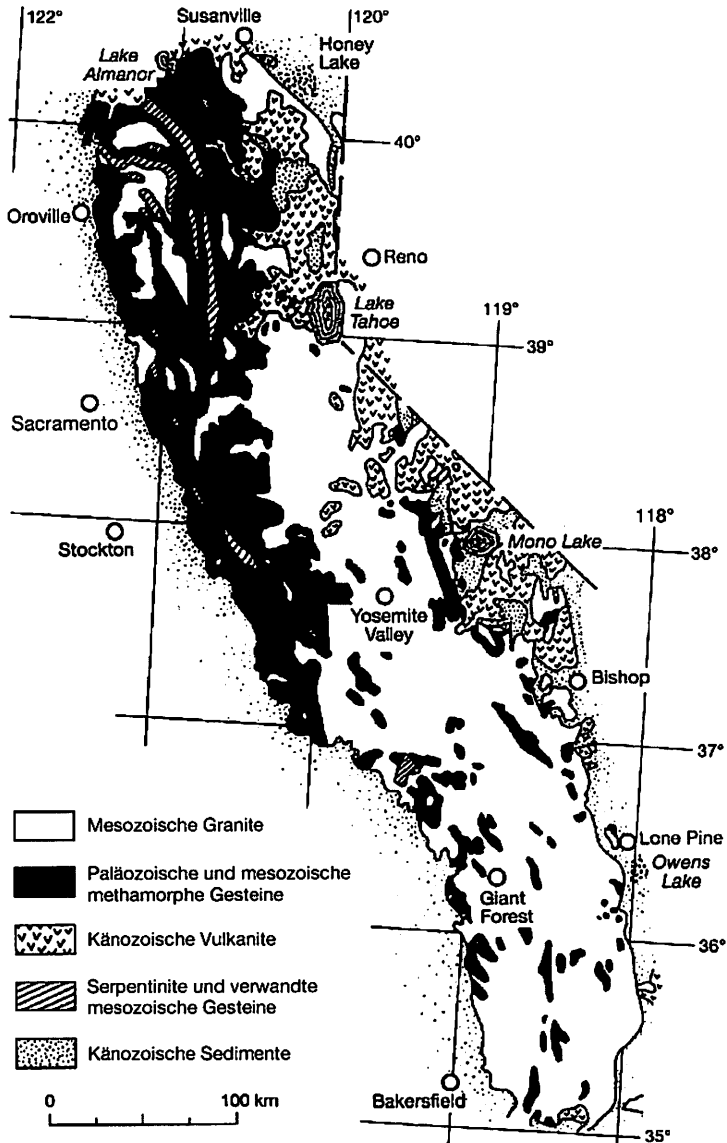 122°
Susanville
120°
Lake
Almanor
Honey
Lake
40°
Oroville
Reno
Lake
Tahoe
119°
39°
Sacramento
118°
Stockton
Mono Lake
38°
Yosemite
Valley
Bishop
37°
Mesozoische Granite
Lone Pine
Paläozoische und mesozoische
methamorphe Gesteine
Owens
Lake
Giant
Forest
Känozoische Vulkanite
36°
Serpentinite und verwandte
mesozoische Gesteine
Känozoische Sedimente
Bakersfield
0 100 km
35°